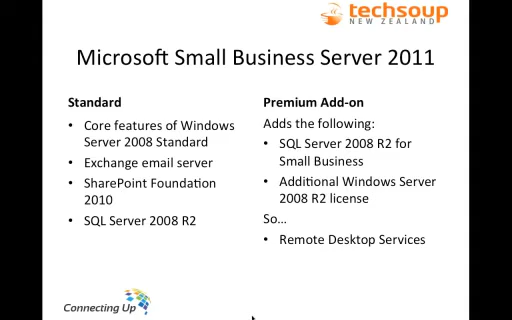 techsoup
NEW ZEALAND
Microsoft Small Business Server 2011
Standard
• Core features of Windows
Server 2008 Standard
• Exchange email server
• SharePoint Foundation
2010
• SQL Server 2008 R2
Premium Add-on
Adds the following:
• SQL Server 2008 R2 for
Small Business
• Additional Windows Server
2008 R2 license
So…
• Remote Desktop Services
Connecting Up